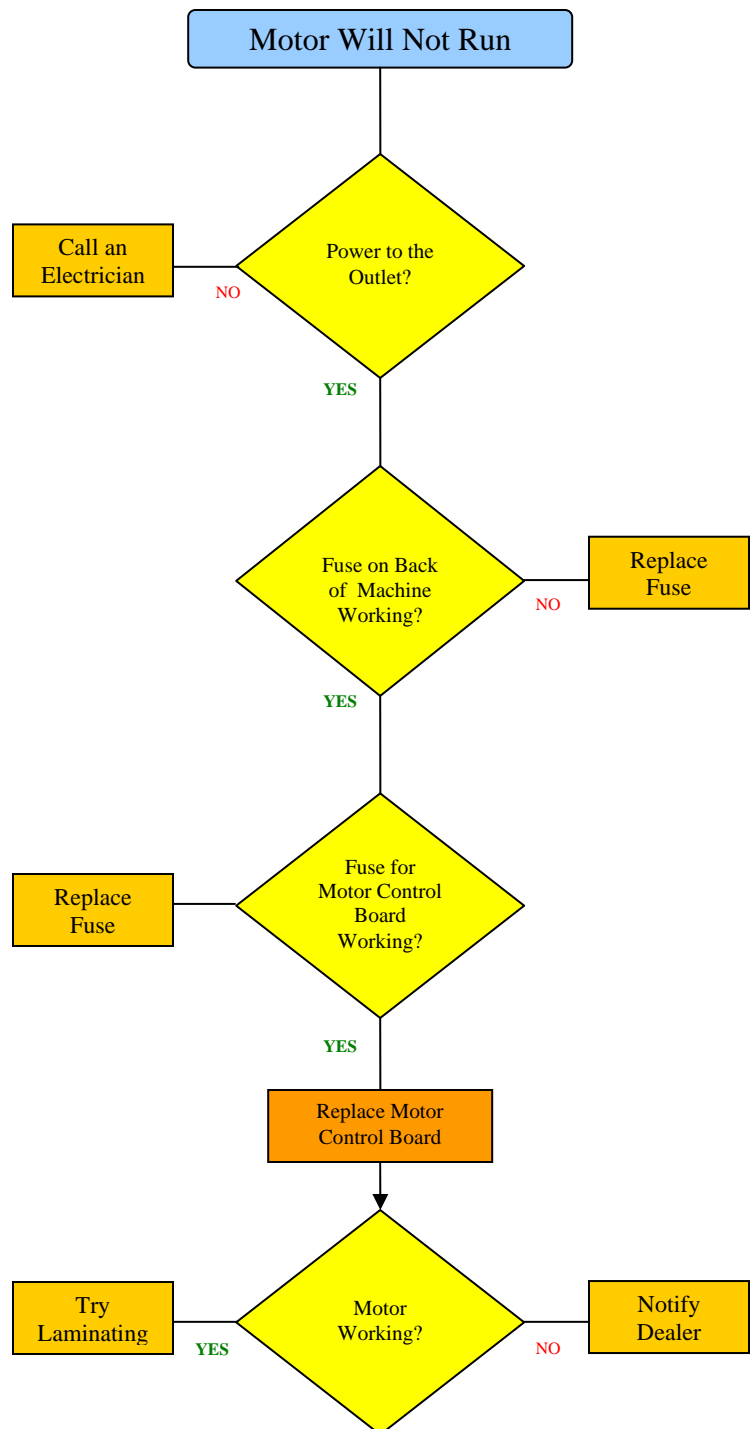 Motor Will Not Run
Power to the
Outlet?
Call an
Electrician
NO
YES
Fuse on Back
of Machine
Working?
Replace
Fuse
NO
YES
Fuse for
Motor Control
Board
Working?
Replace
Fuse
YES
Replace Motor
Control Board
Motor
Working?
Try
Laminating
YES
Notify
Dealer
NO